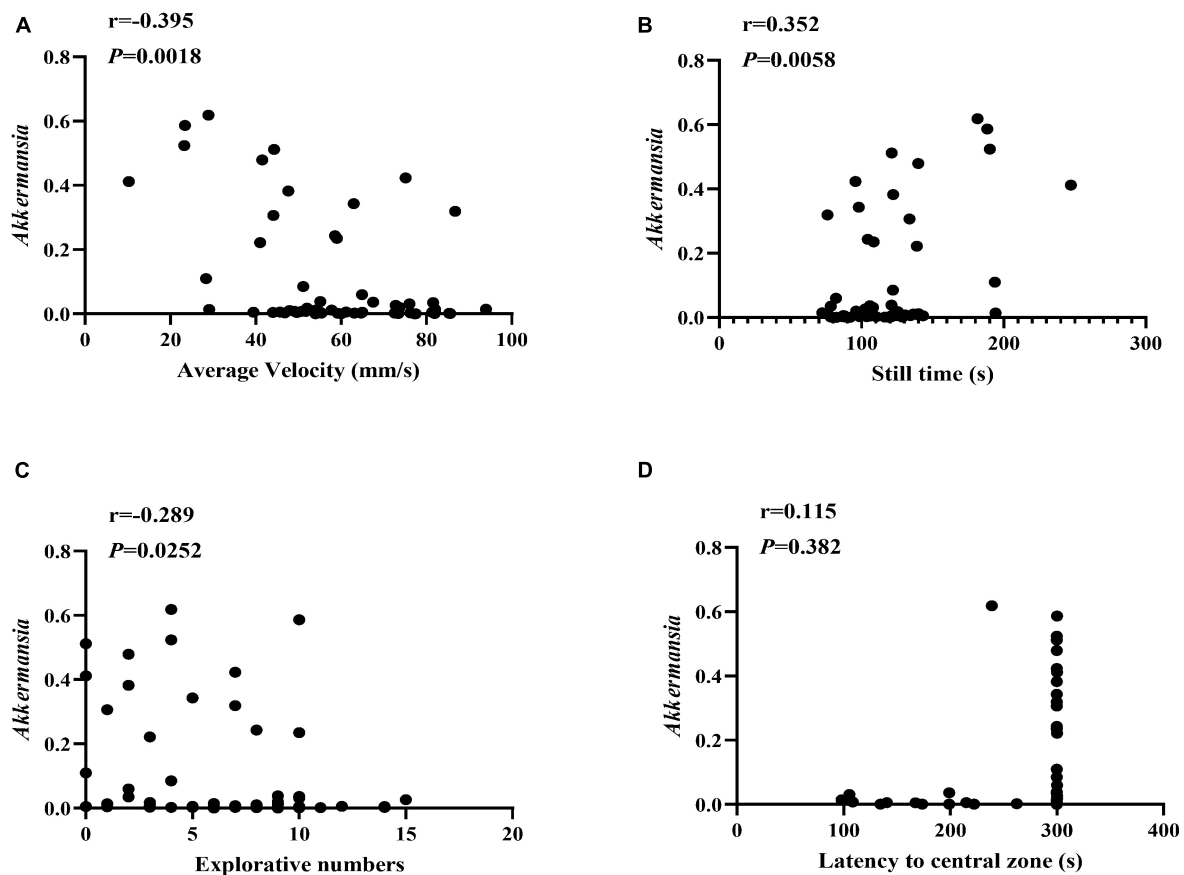 A
r=-0.395
P=0.0018
0.8
0.6
0.4
0.2
0.0
Akkermansia
0 20 40 60 80 100
Average Velocity (mm/s)
B
r=0.352
P=0.0058
0.8
0.6
0.4
0.2
0.0
Akkermansia
0 100 200 300
Still time (s)
C
r=-0.289
P=0.0252
0.8
0.6
0.4
0.2
0.0
Akkermansia
0 5 10 15 20
Explorative numbers
D
r=0.115
P=0.382
0.8
0.6
0.4
0.2
0.0
Akkermansia
0 100 200 300 400
Latency to central zone (s)